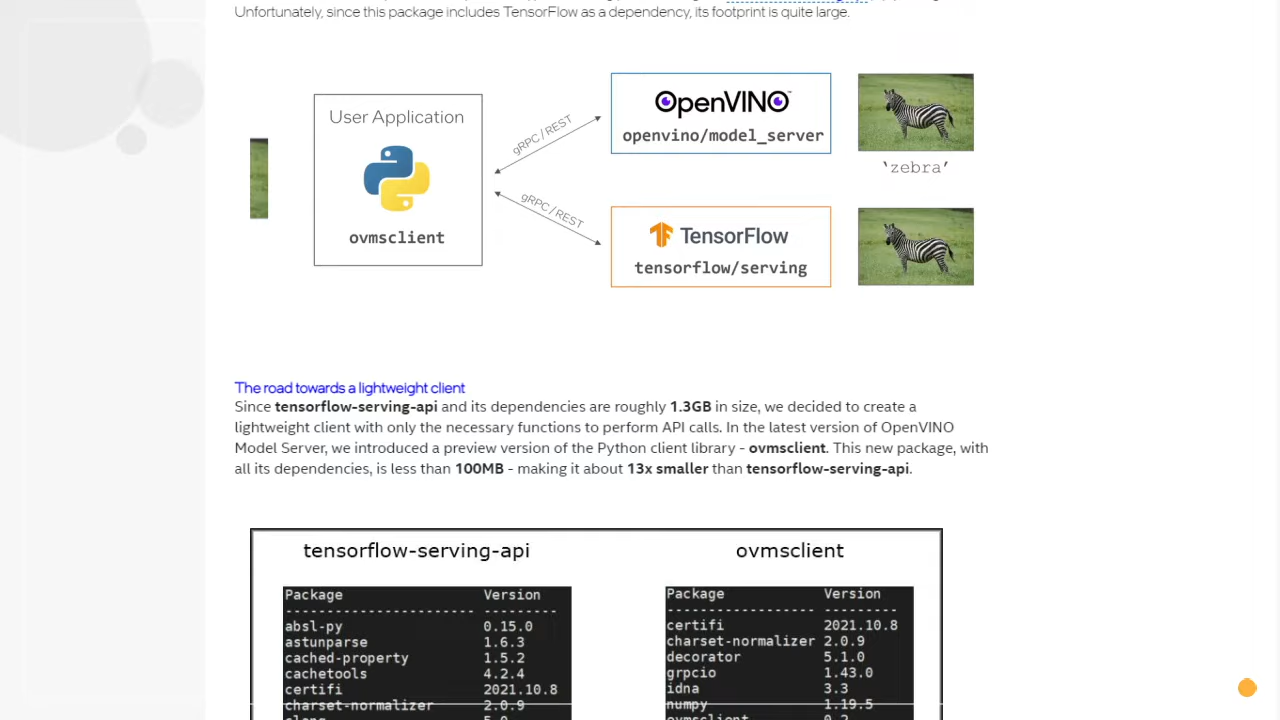 Unfortunately, since this package includes TensorFlow as a dependency, its footprint is quite large.
User Application
ovmsclient
gRPC / REST
gRPC / REST
OpenVINO™
openvino/model_server
'zebra'
TensorFlow
tensorflow/serving
The road towards a lightweight client
Since tensorflow-serving-api and its dependencies are roughly 1.3GB in size, we decided to create a
lightweight client with only the necessary functions to perform API calls. In the latest version of OpenVINO
Model Server, we introduced a preview version of the Python client library - ovmsclient. This new package, with
all its dependencies, is less than 100MB - making it about 13x smaller than tensorflow-serving-api.
tensorflow-serving-api
Package Version
----------------------- ---------
absl-py 0.15.0
astunparse 1.6.3
cached-property 1.5.2
cachetools 4.2.4
certifi 2021.10.8
charset-normalizer 2.0.9
ovmsclient
Package Version
------------------ ---------
certifi 2021.10.8
charset-normalizer 2.0.9
decorator 5.1.0
grpcio 1.43.0
idna 3.3
numpy 1.19.5
ovmsclient 0.2